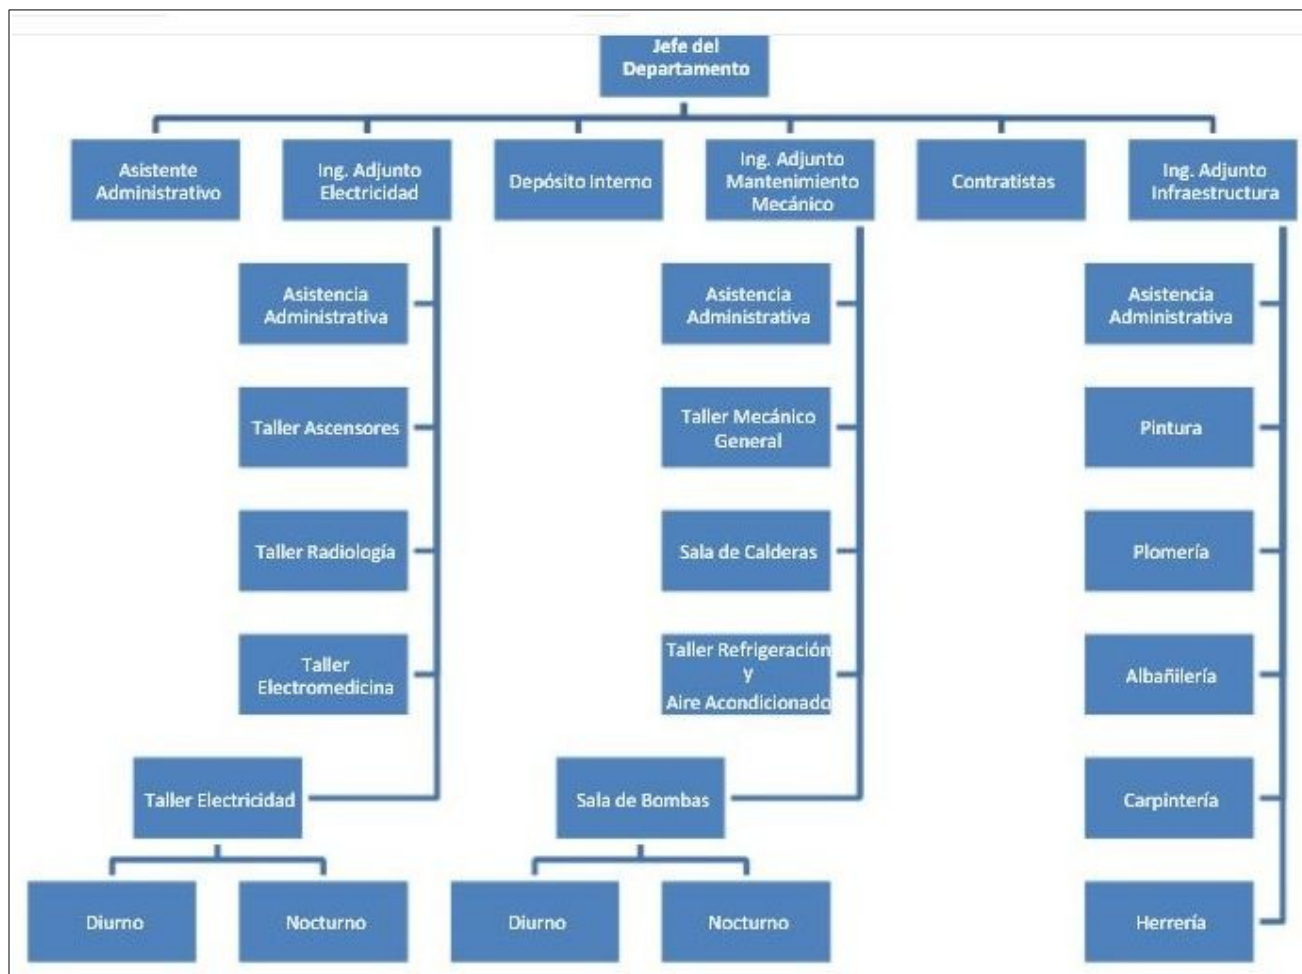 Jefe del
Departamento
Asistente
Administrativo
Ing. Adjunto
Electricidad
Depósito Interno
Ing. Adjunto
Mantenimiento
Mecánico
Contratistas
Ing. Adjunto
Infraestructura
Asistencia
Administrativa
Asistencia
Administrativa
Asistencia
Administrativa
Taller Ascensores
Taller Mecánico
General
Pintura
Taller Radiología
Sala de Calderas
Plomería
Taller
Electromedicina
Taller Refrigeración
y
Aire Acondicionado
Albañilería
Taller Electricidad
Sala de Bombas
Carpintería
Diurno
Nocturno
Diurno
Nocturno
Herrería